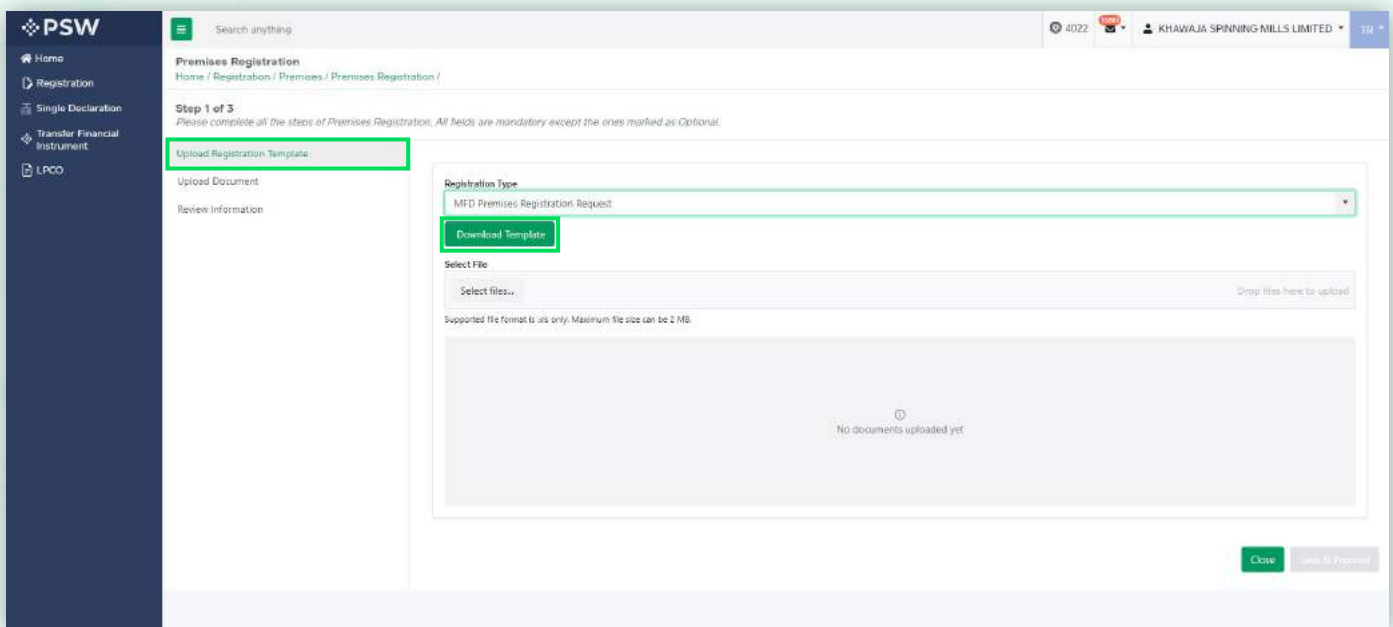 PSW
Search anything
4022
KHAWAJA SPINNING MILLS LIMITED
TR
Home
Registration
Single Declaration
Transfer Financial
Instrument
LPCO
Premises Registration
Home / Registration / Premises / Premises Registration /
Step 1 of 3
Please complete all the steps of Premises Registration. All fields are mandatory except the ones marked as Optional.
Upload Registration Template
Upload Document
Review Information
Registration Type
MFD Premises Registration Request
Download Template
Select File
Select files...
Drop files here to upload
Supported file format is .xls only. Maximum file size can be 2 MB.
No documents uploaded yet
Close
Save & Proceed